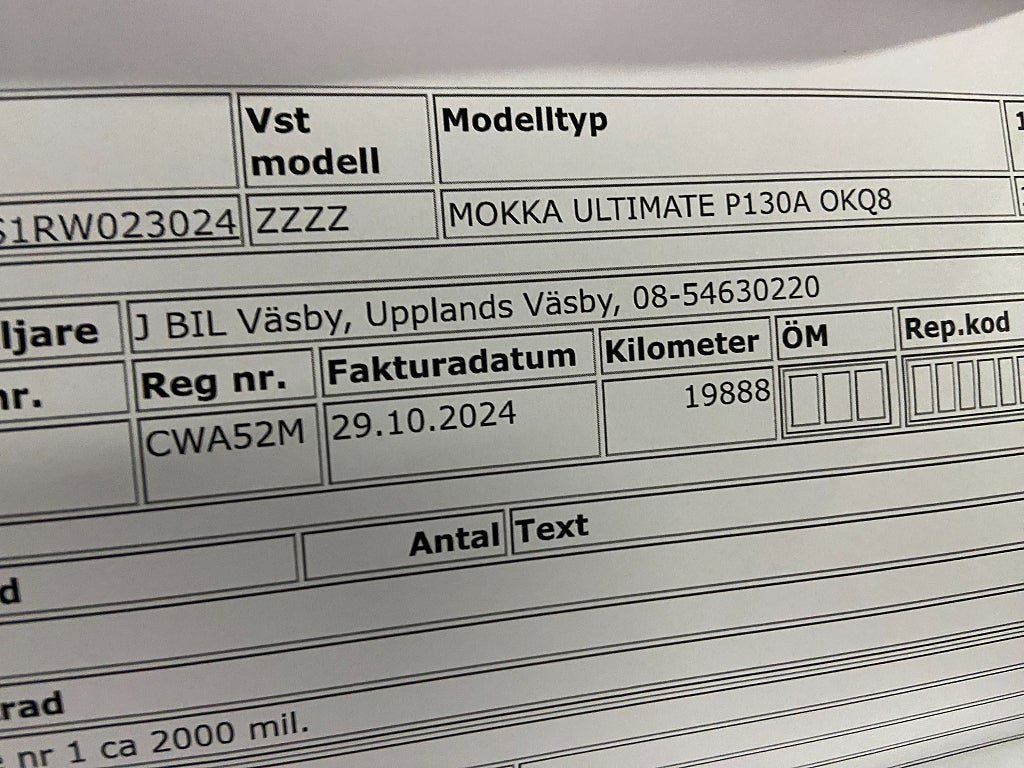 Vst modell
Modelltyp
S1RW023024
ZZZZ
MOKKA ULTIMATE P130A OKQ8
ljare
J BIL Väsby, Upplands Väsby, 08-54630220
nr.
Reg nr.
Fakturadatum
Kilometer
ÖM
Rep.kod
CWA52M
29.10.2024
19888
d
Antal
Text
rad
nr 1 ca 2000 mil.